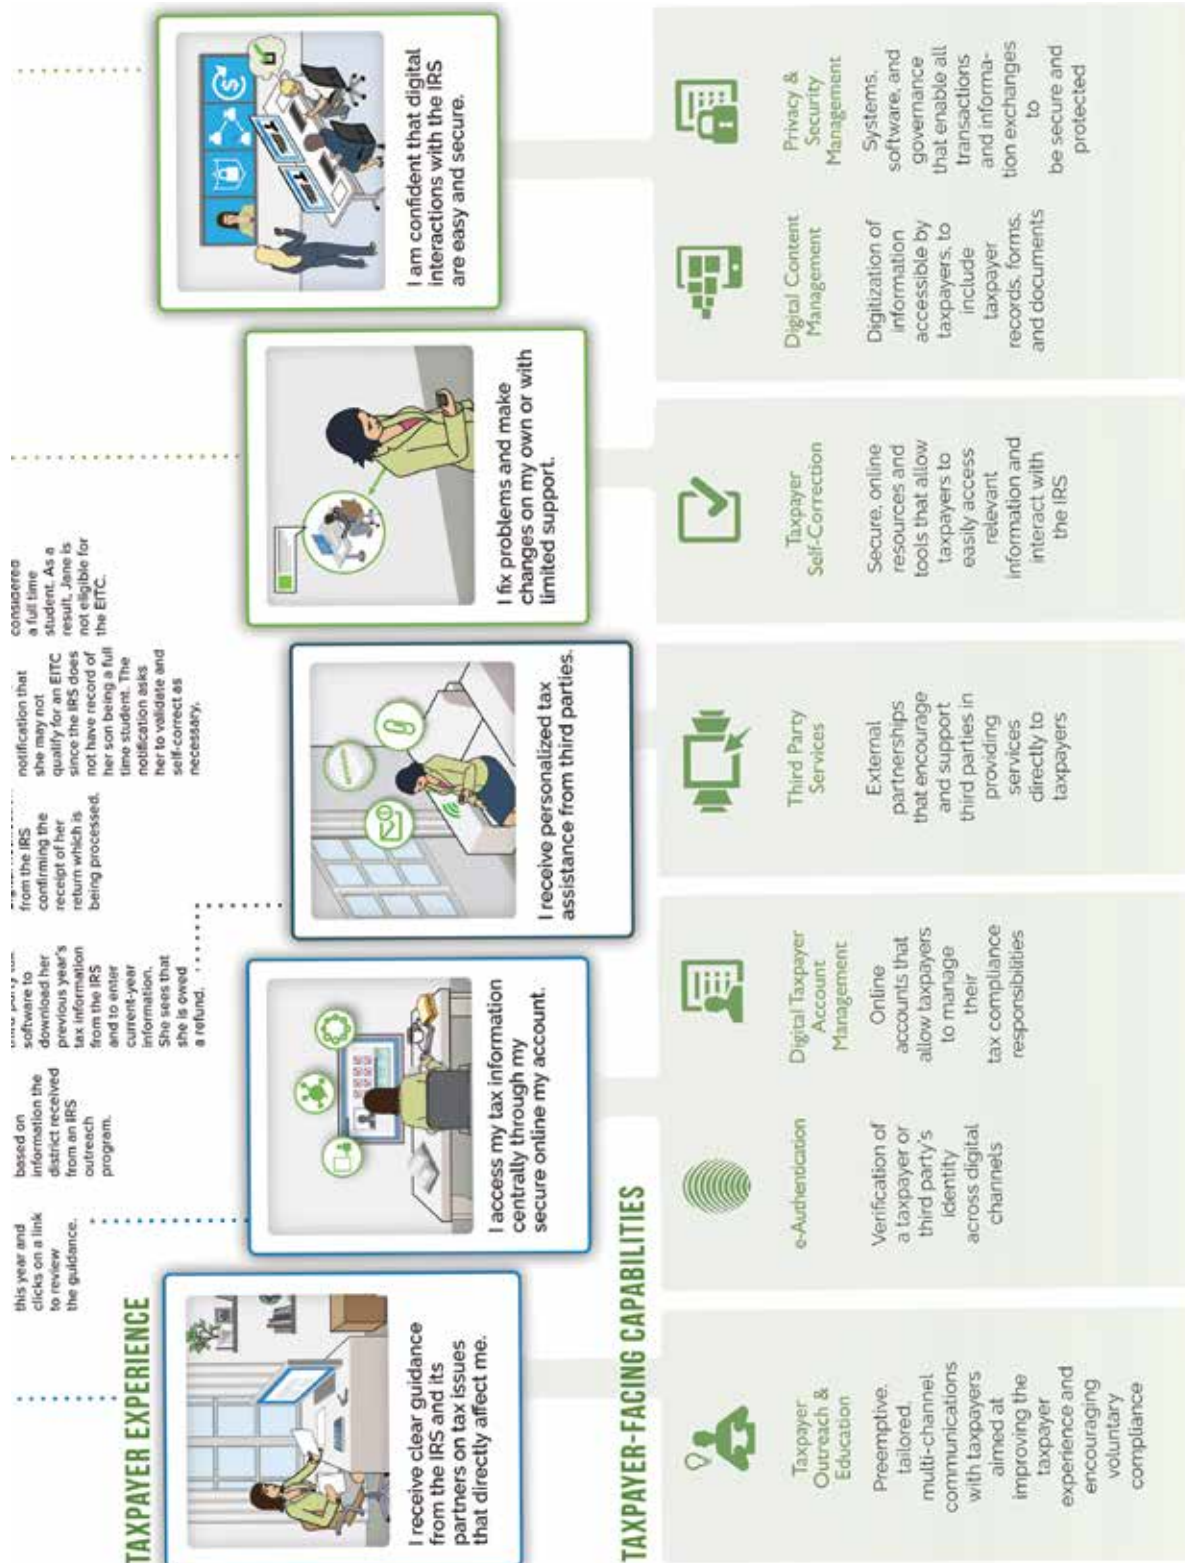 this year and
clicks on a link
to review
the guidance.
based on
information the
district received
from an IRS
outreach
program.
software to
download her
previous year's
tax information
from the IRS
and to enter
current-year
information.
She sees that
she is owed
a refund.
from the IRS
confirming the
receipt of her
return which is
being processed.
notification that
she may not
qualify for an EITC
since the IRS does
not have record of
her son being a full
time student. The
notification asks
her to validate and
self-correct as
necessary.
considered
a full time
student. As a
result, Jane is
not eligible for
the EITC.
TAXPAYER EXPERIENCE
I receive clear guidance
from the IRS and its
partners on tax issues
that directly affect me.
I access my tax information
centrally through my
secure online my account.
I receive personalized tax
assistance from third parties.
I fix problems and make
changes on my own or with
limited support.
I am confident that digital
interactions with the IRS
are easy and secure.
TAXPAYER-FACING CAPABILITIES
Taxpayer
Outreach &
Education
Preemptive,
tailored,
multi-channel
communications
with taxpayers
aimed at
improving the
taxpayer
experience and
encouraging
voluntary
compliance
e-Authentication
Verification of
a taxpayer or
third party's
identity
across digital
channels
Digital Taxpayer
Account
Management
Online
accounts that
allow taxpayers
to manage
their
tax compliance
responsibilities
Third Party
Services
External
partnerships
that encourage
and support
third parties in
providing
services
directly to
taxpayers
Taxpayer
Self-Correction
Secure, online
resources and
tools that allow
taxpayers to
easily access
relevant
information and
interact with
the IRS
Digital Content
Management
Digitization of
information
accessible by
taxpayers, to
include
taxpayer
records, forms,
and documents
Privacy &
Security
Management
Systems,
software, and
governance
that enable all
transactions
and informa-
tion exchanges
to
be secure and
protected